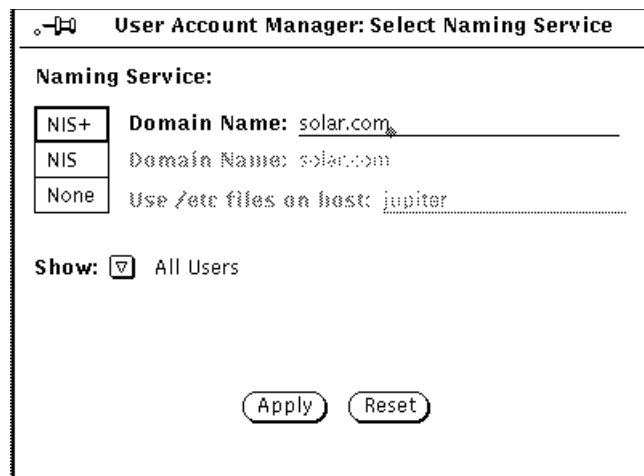 User Account Manager: Select Naming Service
Naming Service:
NIS+ Domain Name: solar.com
NIS Domain Name: solar.com
None Use /etc files on host: jupiter
Show: All Users
Apply Reset